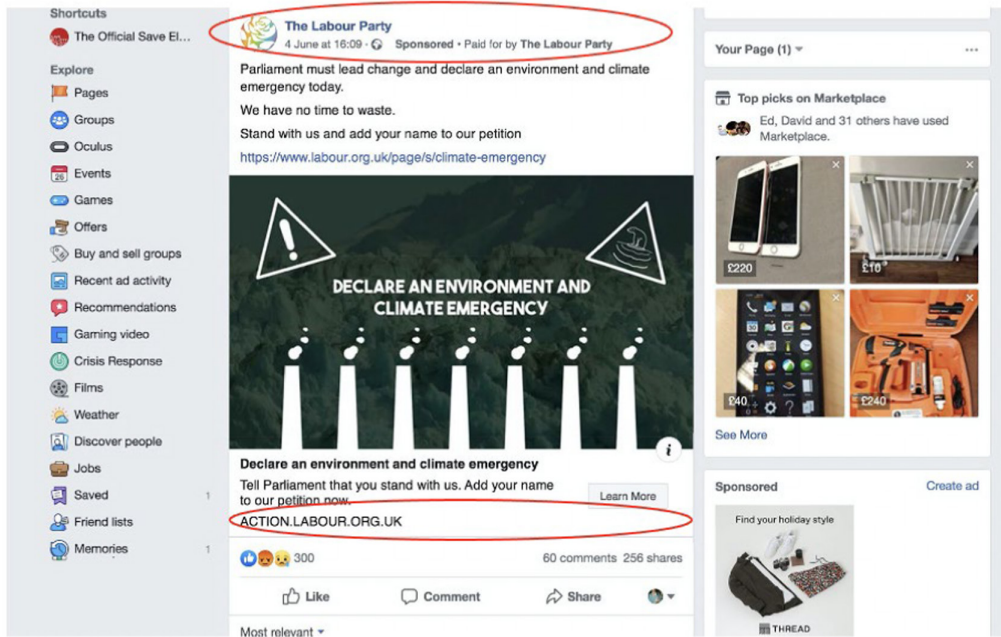 Shortcuts
The Official Save El...
Explore
Pages
Groups
Oculus
Events
Games
Offers
Buy and sell groups
Recent ad activity
Recommendations
Gaming video
Crisis Response
Films
Weather
Discover people
Jobs
Saved 1
Friend lists
Memories 1
The Labour Party
4 June at 16:09 · Sponsored · Paid for by The Labour Party
Parliament must lead change and declare an environment and climate
emergency today.
We have no time to waste.
Stand with us and add your name to our petition
https://www.labour.org.uk/page/s/climate-emergency
DECLARE AN ENVIRONMENT AND
CLIMATE EMERGENCY
Declare an environment and climate emergency
Tell Parliament that you stand with us. Add your name
to our petition now.
Learn More
ACTION.LABOUR.ORG.UK
300
60 comments 256 shares
Like
Comment
Share
Most relevant
Your Page (1)
Top picks on Marketplace
Ed, David and 31 others have used
Marketplace.
£220
£10
£40
£240
See More
Sponsored
Create ad
Find your holiday style
THREAD